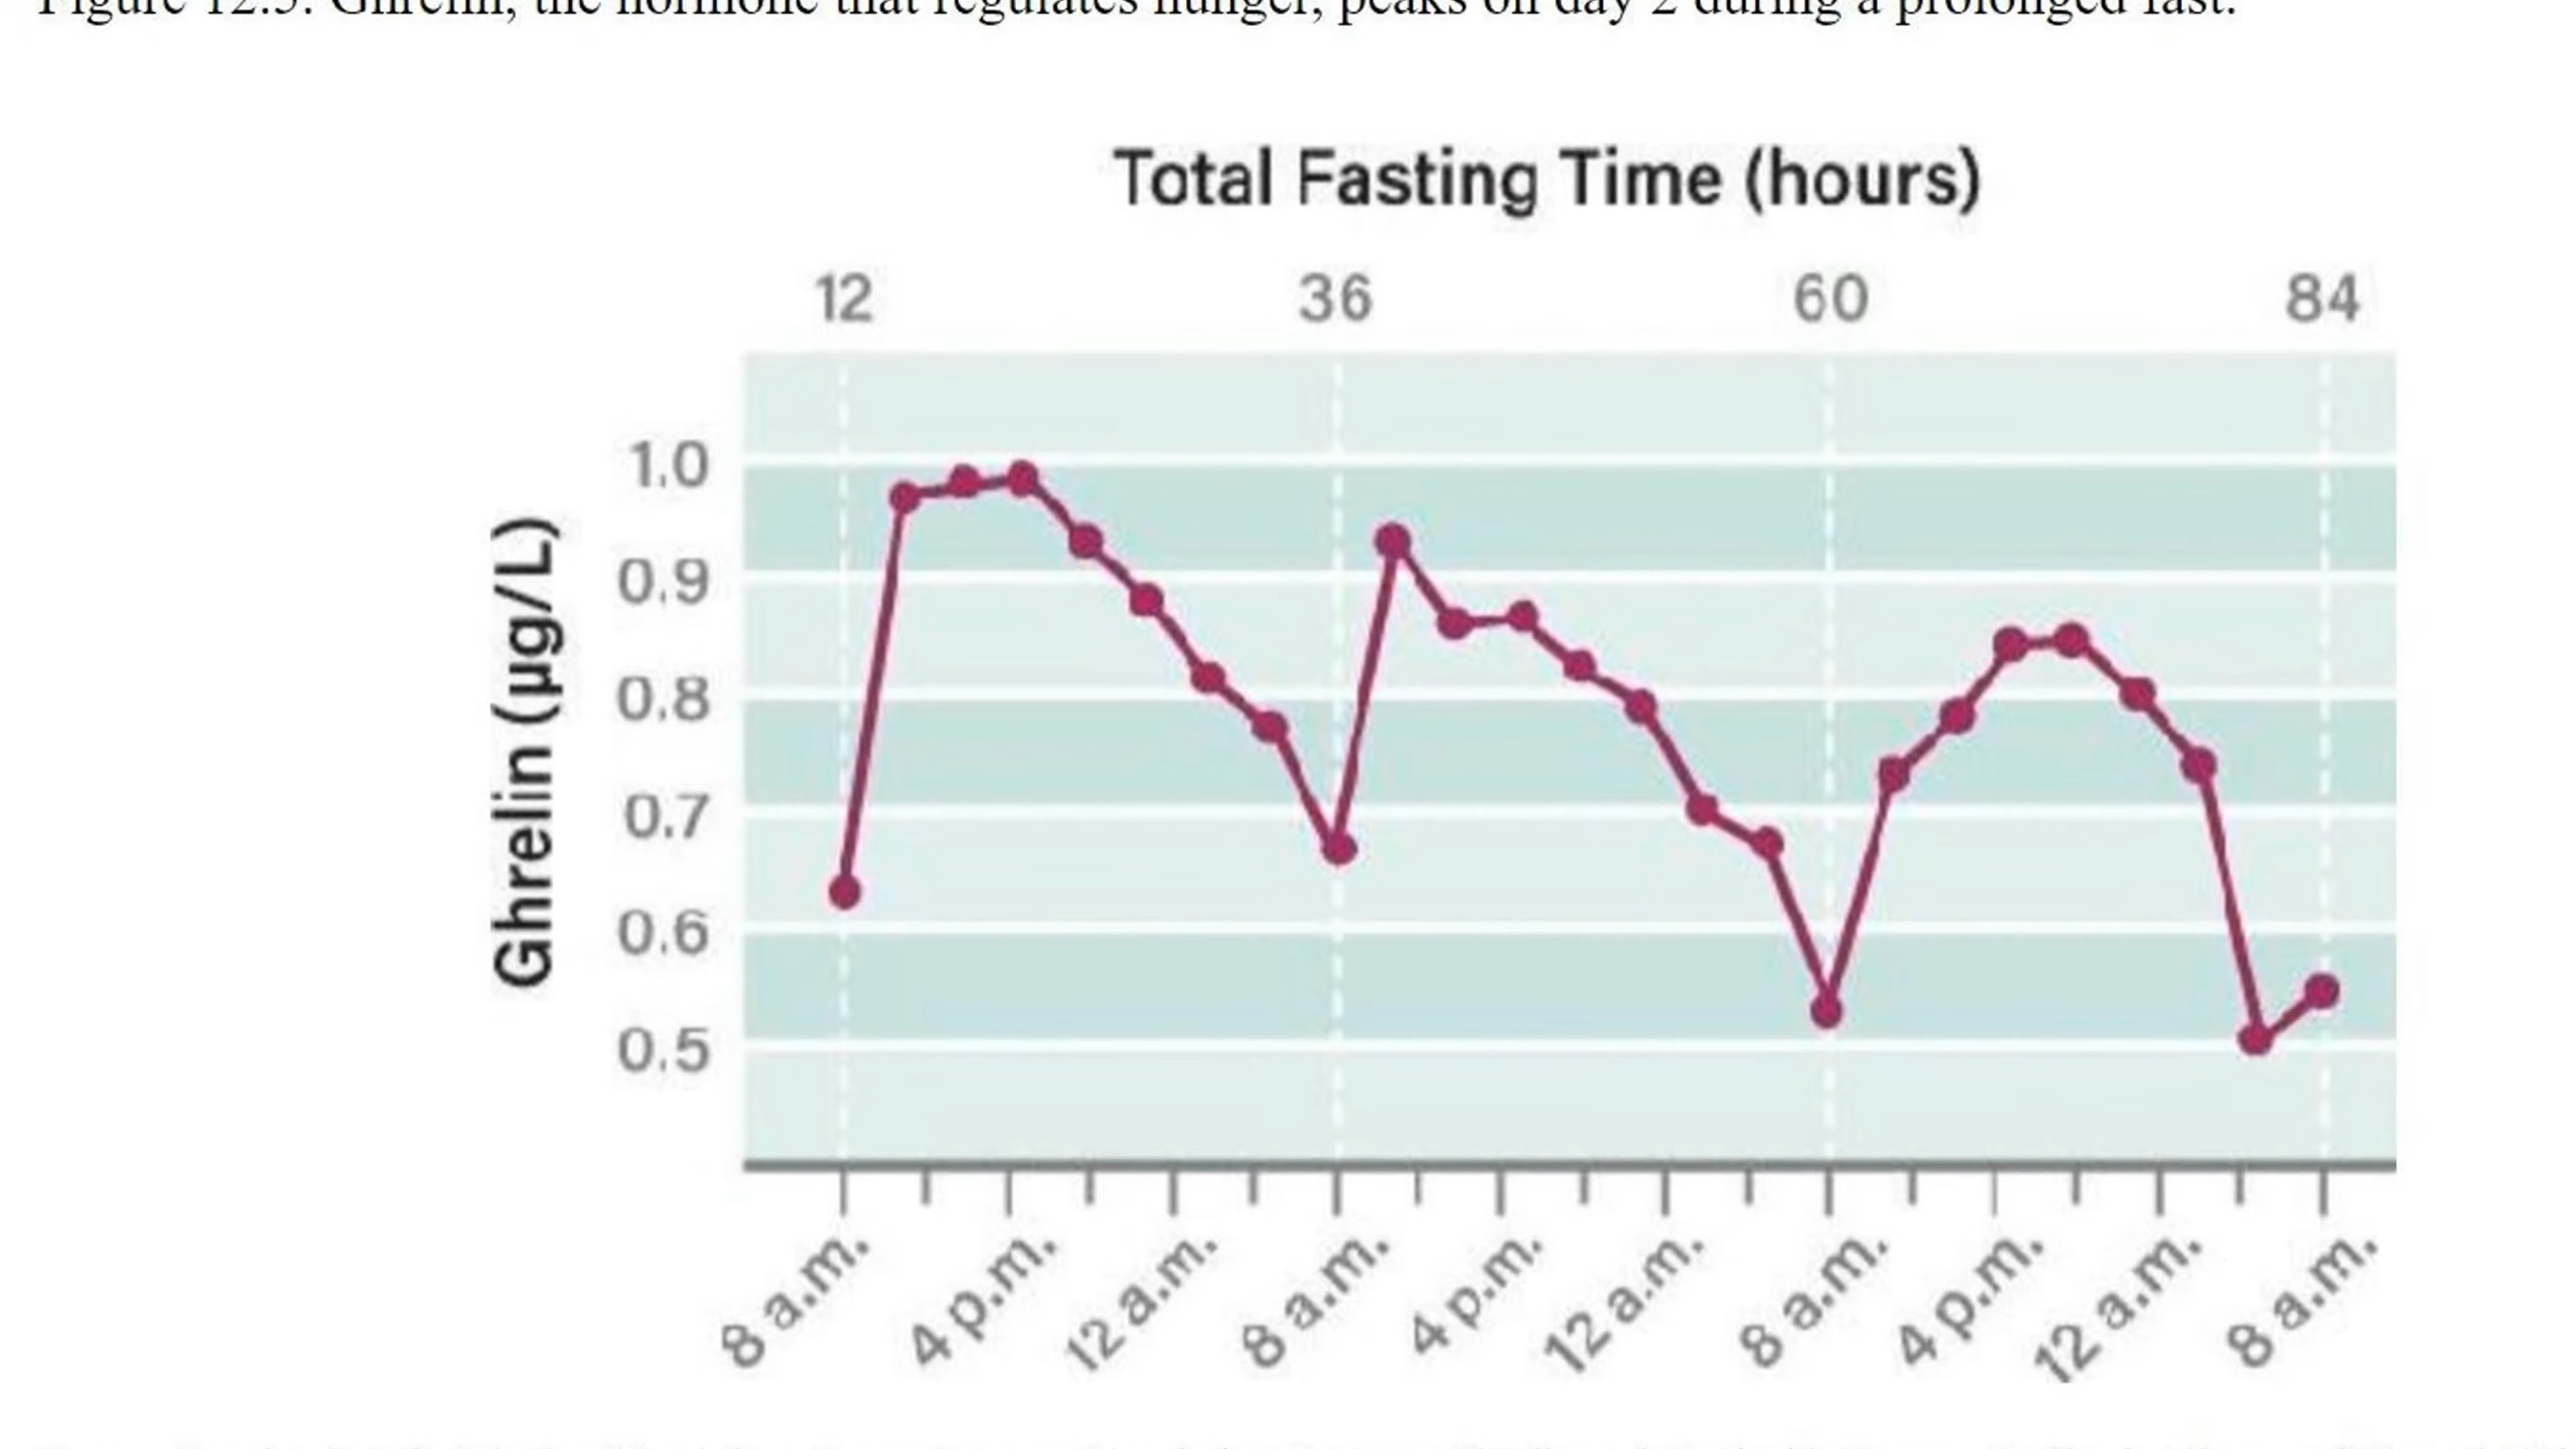 Figure 12.5: Ghrelin, the hormone that regulates hunger, peaks on day 2 during a prolonged fast.
Total Fasting Time (hours)
12 36 60 84
Ghrelin (µg/L)
1.0
0.9
0.8
0.7
0.6
0.5
8 a.m. 4 p.m. 12 a.m. 8 a.m. 4 p.m. 12 a.m. 8 a.m. 4 p.m. 12 a.m. 8 a.m.